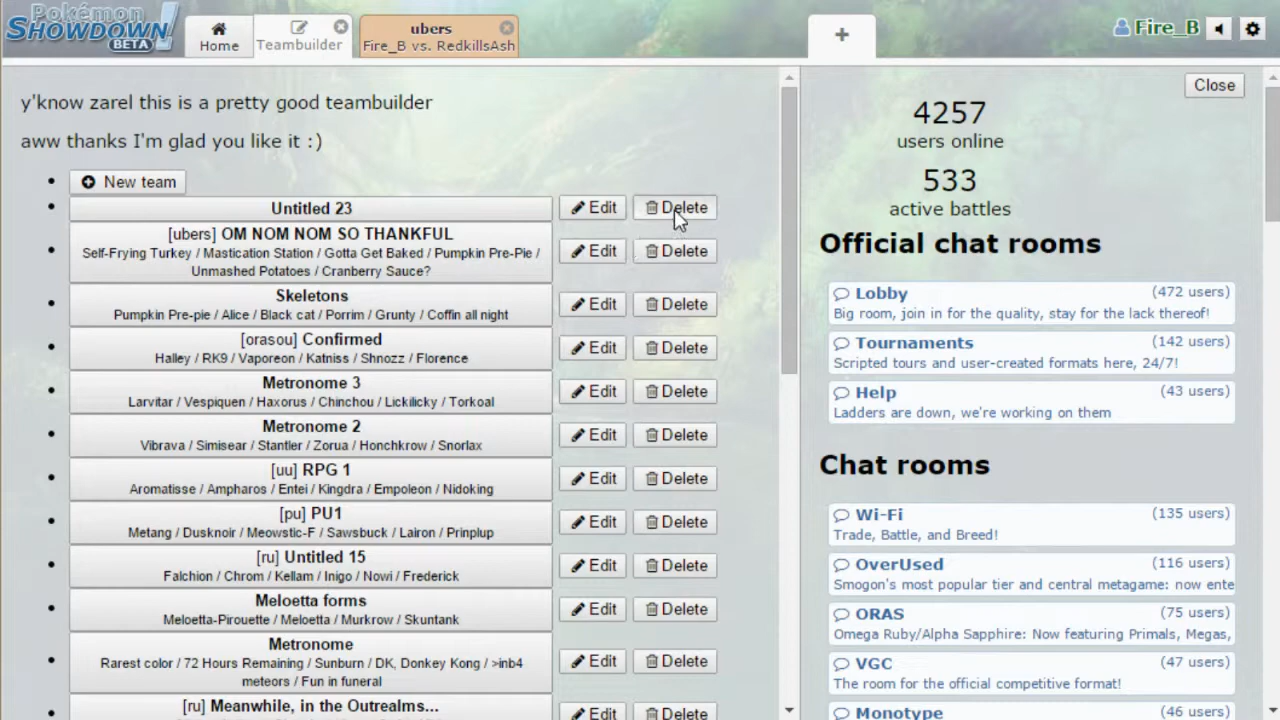 Pokémon
SHOWDOWN!
BETA
Home
Teambuilder
ubers
Fire_B vs. RedkillsAsh
+
Fire_B
y'know zarel this is a pretty good teambuilder
aww thanks I'm glad you like it :)
New team
Untitled 23
Edit
Delete
[ubers] OM NOM NOM SO THANKFUL
Self-Frying Turkey / Mastication Station / Gotta Get Baked / Pumpkin Pre-Pie /
Unmashed Potatoes / Cranberry Sauce?
Edit
Delete
Skeletons
Pumpkin Pre-pie / Alice / Black cat / Porrim / Grunty / Coffin all night
Edit
Delete
[orasou] Confirmed
Halley / RK9 / Vaporeon / Katniss / Shnozz / Florence
Edit
Delete
Metronome 3
Larvitar / Vespiquen / Haxorus / Chinchou / Lickilicky / Torkoal
Edit
Delete
Metronome 2
Vibrava / Simisear / Stantler / Zorua / Honchkrow / Snorlax
Edit
Delete
[uu] RPG 1
Aromatisse / Ampharos / Entei / Kingdra / Empoleon / Nidoking
Edit
Delete
[pu] PU1
Metang / Dusknoir / Meowstic-F / Sawsbuck / Lairon / Prinplup
Edit
Delete
[ru] Untitled 15
Falchion / Chrom / Kellam / Inigo / Nowi / Frederick
Edit
Delete
Meloetta forms
Meloetta-Pirouette / Meloetta / Murkrow / Skuntank
Edit
Delete
Metronome
Rarest color / 72 Hours Remaining / Sunburn / DK, Donkey Kong / >inb4
meteors / Fun in funeral
Edit
Delete
[ru] Meanwhile, in the Outrealms...
Edit
Delete
Close
4257
users online
533
active battles
Official chat rooms
Lobby (472 users)
Big room, join in for the quality, stay for the lack thereof!
Tournaments (142 users)
Scripted tours and user-created formats here, 24/7!
Help (43 users)
Ladders are down, we're working on them
Chat rooms
Wi-Fi (135 users)
Trade, Battle, and Breed!
OverUsed (116 users)
Smogon's most popular tier and central metagame: now ente
ORAS (75 users)
Omega Ruby/Alpha Sapphire: Now featuring Primals, Megas,
VGC (47 users)
The room for the official competitive format!
Monotype (46 users)